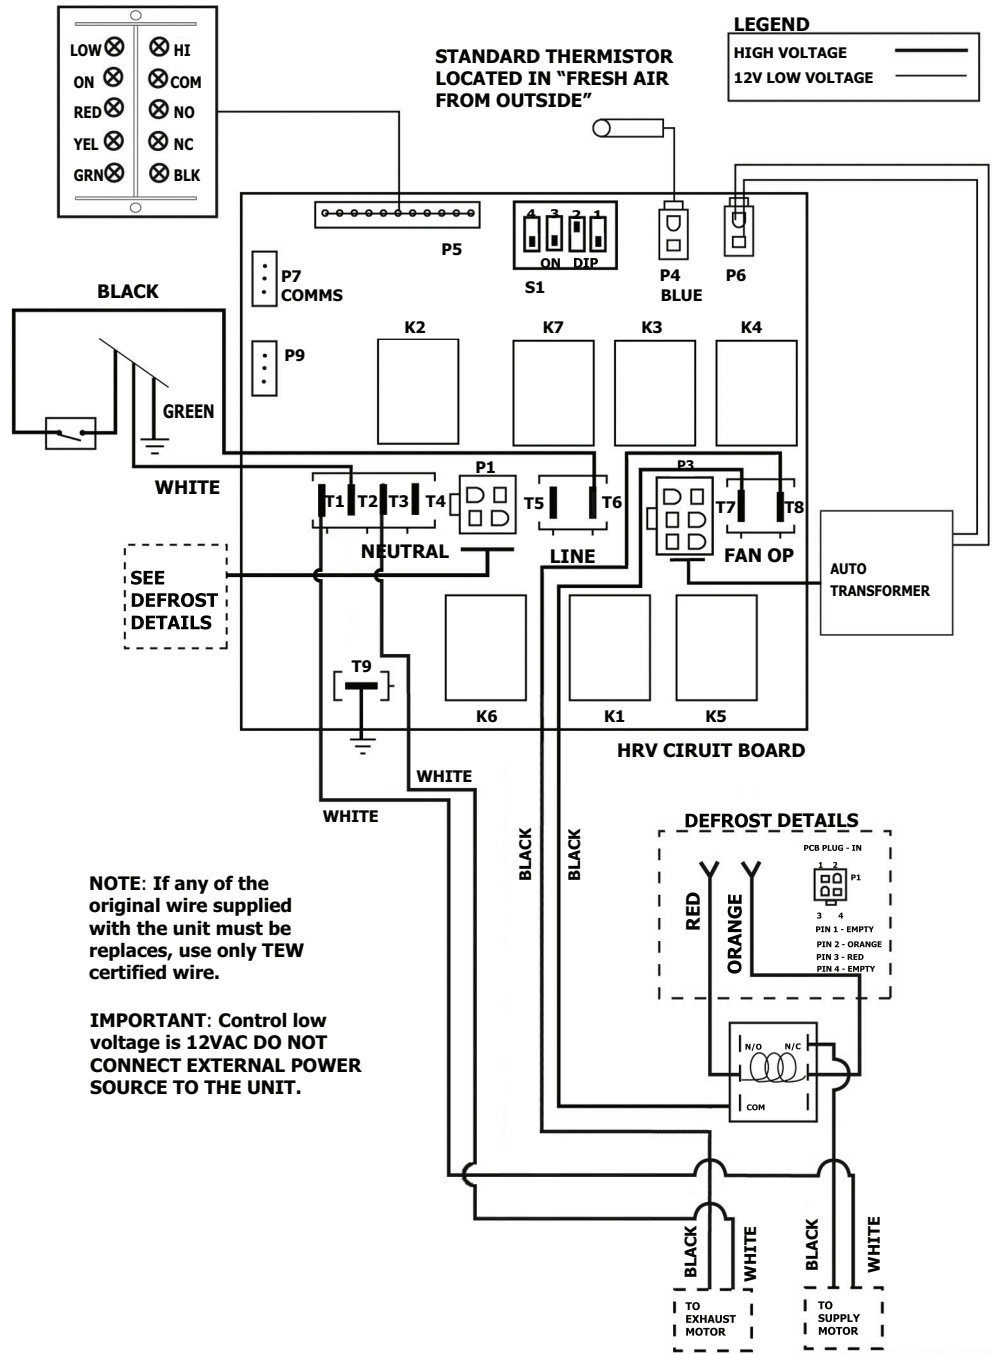 LEGEND
HIGH VOLTAGE
12V LOW VOLTAGE
LOW HI
ON COM
RED NO
YEL NC
GRN BLK
STANDARD THERMISTOR
LOCATED IN “FRESH AIR
FROM OUTSIDE”
P5
4 3 2 1
ON DIP
S1
P4
BLUE
P6
P7
COMMS
P9
BLACK
GREEN
WHITE
K2
K7
K3
K4
P1
P3
T1 T2 T3 T4
NEUTRAL
T5 T6
LINE
T7 T8
FAN OP
AUTO
TRANSFORMER
SEE
DEFROST
DETAILS
T9
K6
K1
K5
HRV CIRUIT BOARD
WHITE
WHITE
BLACK
BLACK
DEFROST DETAILS
PCB PLUG - IN
1 2
P1
3 4
PIN 1 - EMPTY
PIN 2 - ORANGE
PIN 3 - RED
PIN 4 - EMPTY
RED
ORANGE
N/O N/C
COM
NOTE: If any of the
original wire supplied
with the unit must be
replaces, use only TEW
certified wire.
IMPORTANT: Control low
voltage is 12VAC DO NOT
CONNECT EXTERNAL POWER
SOURCE TO THE UNIT.
BLACK
WHITE
BLACK
WHITE
TO
EXHAUST
MOTOR
TO
SUPPLY
MOTOR